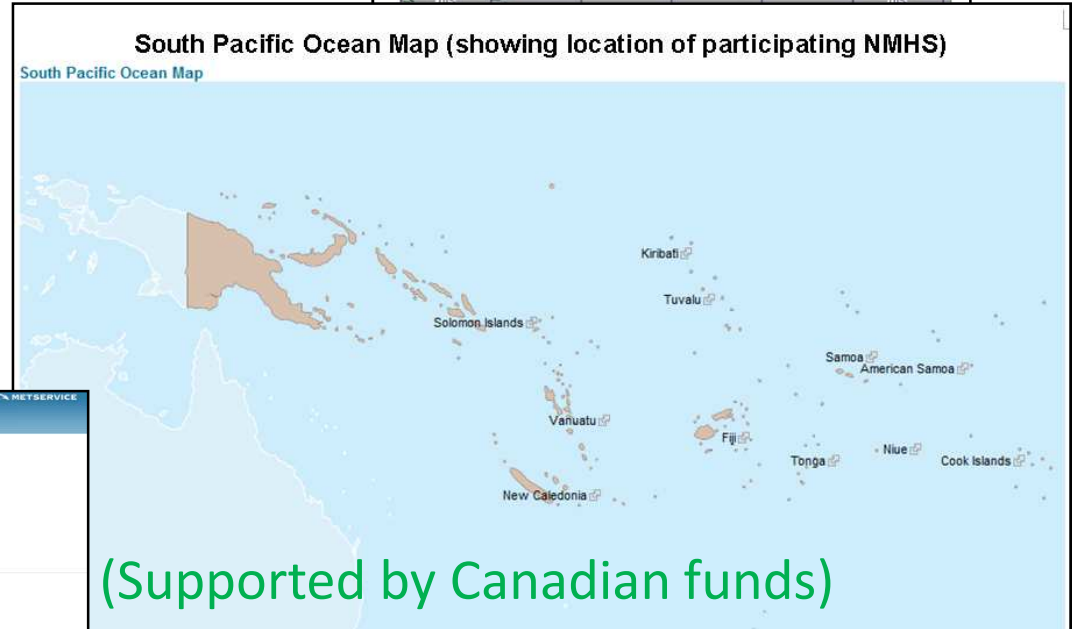 South Pacific Ocean Map (showing location of participating NMHS)
South Pacific Ocean Map
Kiribati
Tuvalu
Solomon Islands
Samoa
American Samoa
Vanuatu
Fiji
Tonga
Niue
Cook Islands
New Caledonia
METSERVICE
(Supported by Canadian funds)